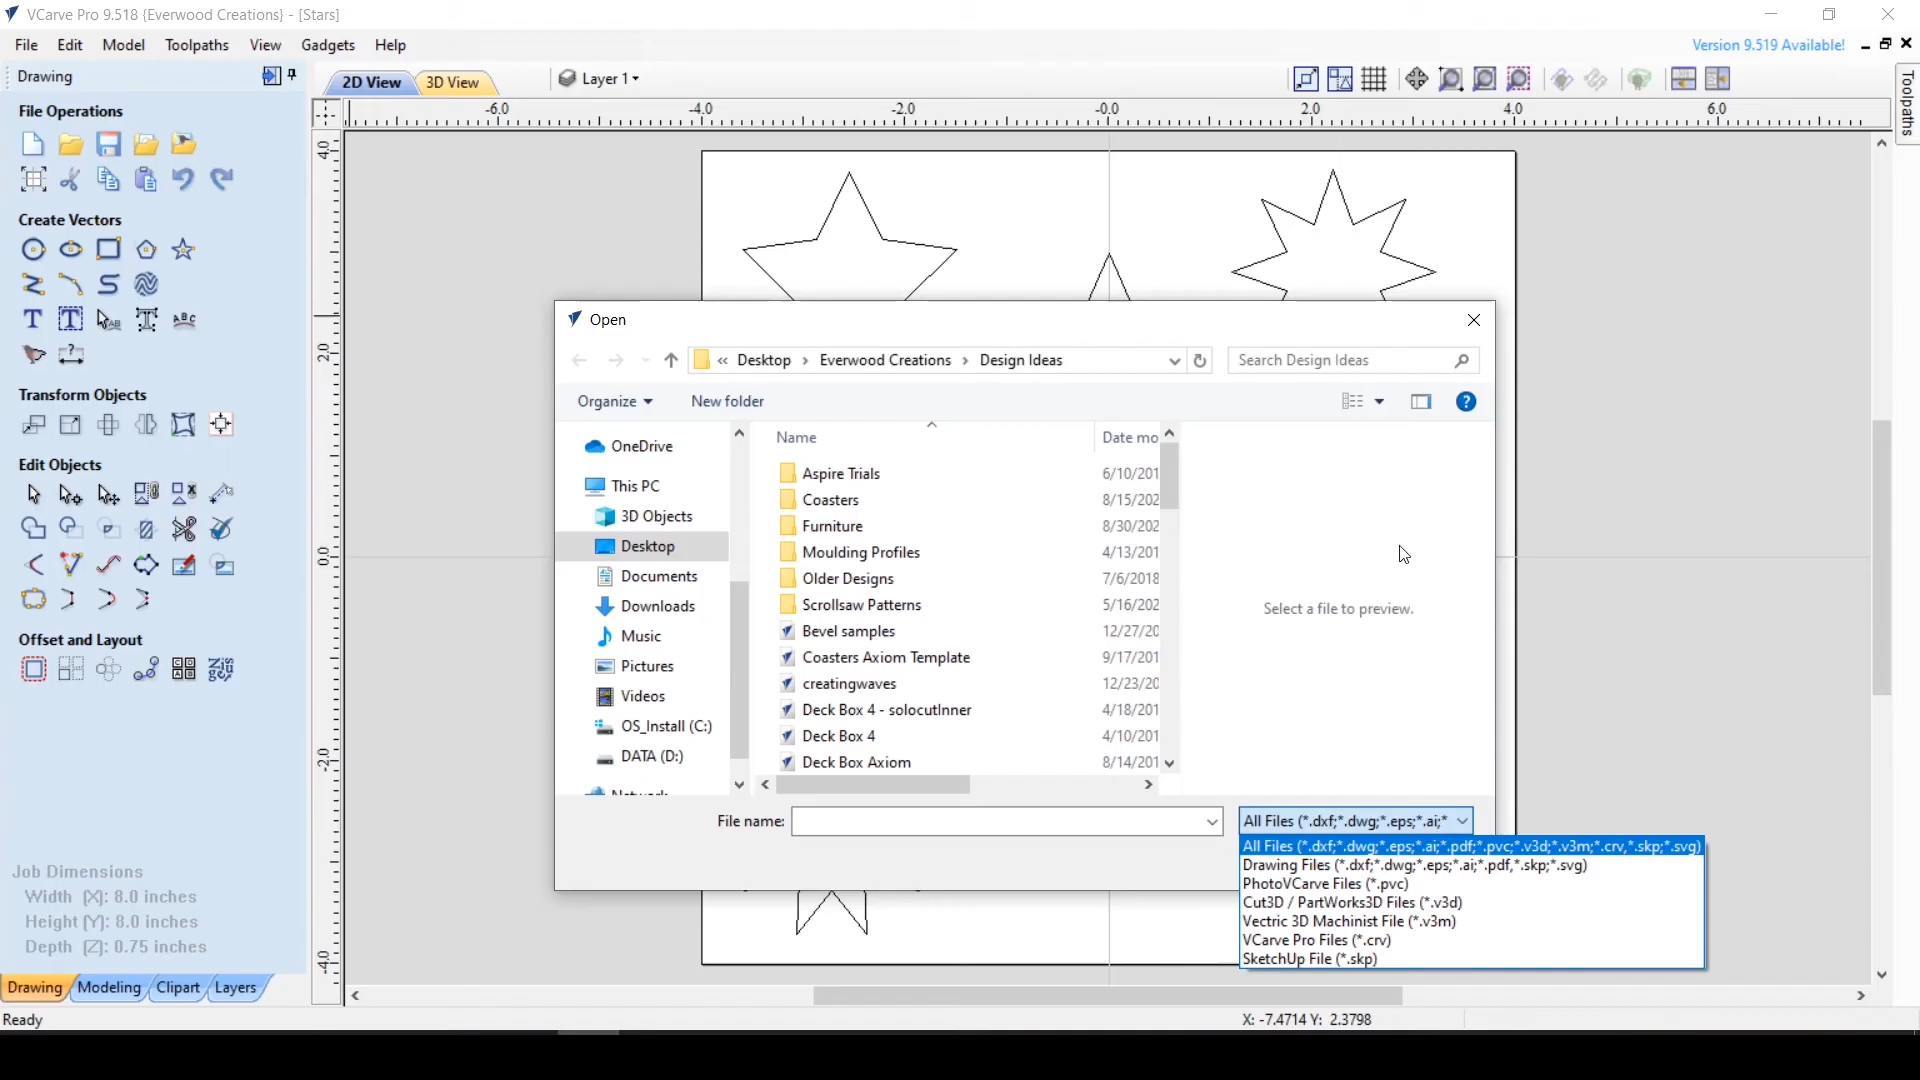 VCarve Pro 9.518 {Everwood Creations} - [Stars]
File Edit Model Toolpaths View Gadgets Help
Version 9.519 Available!
Drawing
2D View
3D View
Layer 1
Toolpaths
-6.0 -4.0 -2.0 -0.0 2.0 4.0 6.0
4.0
2.0
0.0
-2.0
-4.0
File Operations
Create Vectors
Transform Objects
Edit Objects
Offset and Layout
Job Dimensions
Width (X): 8.0 inches
Height (Y): 8.0 inches
Depth (Z): 0.75 inches
Drawing Modeling Clipart Layers
Ready
X: -7.4714 Y: 2.3798
Open
« Desktop › Everwood Creations › Design Ideas
Search Design Ideas
Organize
New folder
OneDrive
This PC
3D Objects
Desktop
Documents
Downloads
Music
Pictures
Videos
OS_Install (C:)
DATA (D:)
Network
Name Date mo
Aspire Trials 6/10/201
Coasters 8/15/202
Furniture 8/30/202
Moulding Profiles 4/13/201
Older Designs 7/6/2018
Scrollsaw Patterns 5/16/202
Bevel samples 12/27/20
Coasters Axiom Template 9/17/201
creatingwaves 12/23/20
Deck Box 4 - solocutInner 4/18/201
Deck Box 4 4/10/201
Deck Box Axiom 8/14/201
Select a file to preview.
File name:
All Files (*.dxf;*.dwg;*.eps;*.ai;*
All Files (*.dxf;*.dwg;*.eps;*.ai;*.pdf;*.pvc;*.v3d;*.v3m;*.crv,*.skp;*.svg)
Drawing Files (*.dxf;*.dwg;*.eps;*.ai;*.pdf,*.skp;*.svg)
PhotoVCarve Files (*.pvc)
Cut3D / PartWorks3D Files (*.v3d)
Vectric 3D Machinist File (*.v3m)
VCarve Pro Files (*.crv)
SketchUp File (*.skp)